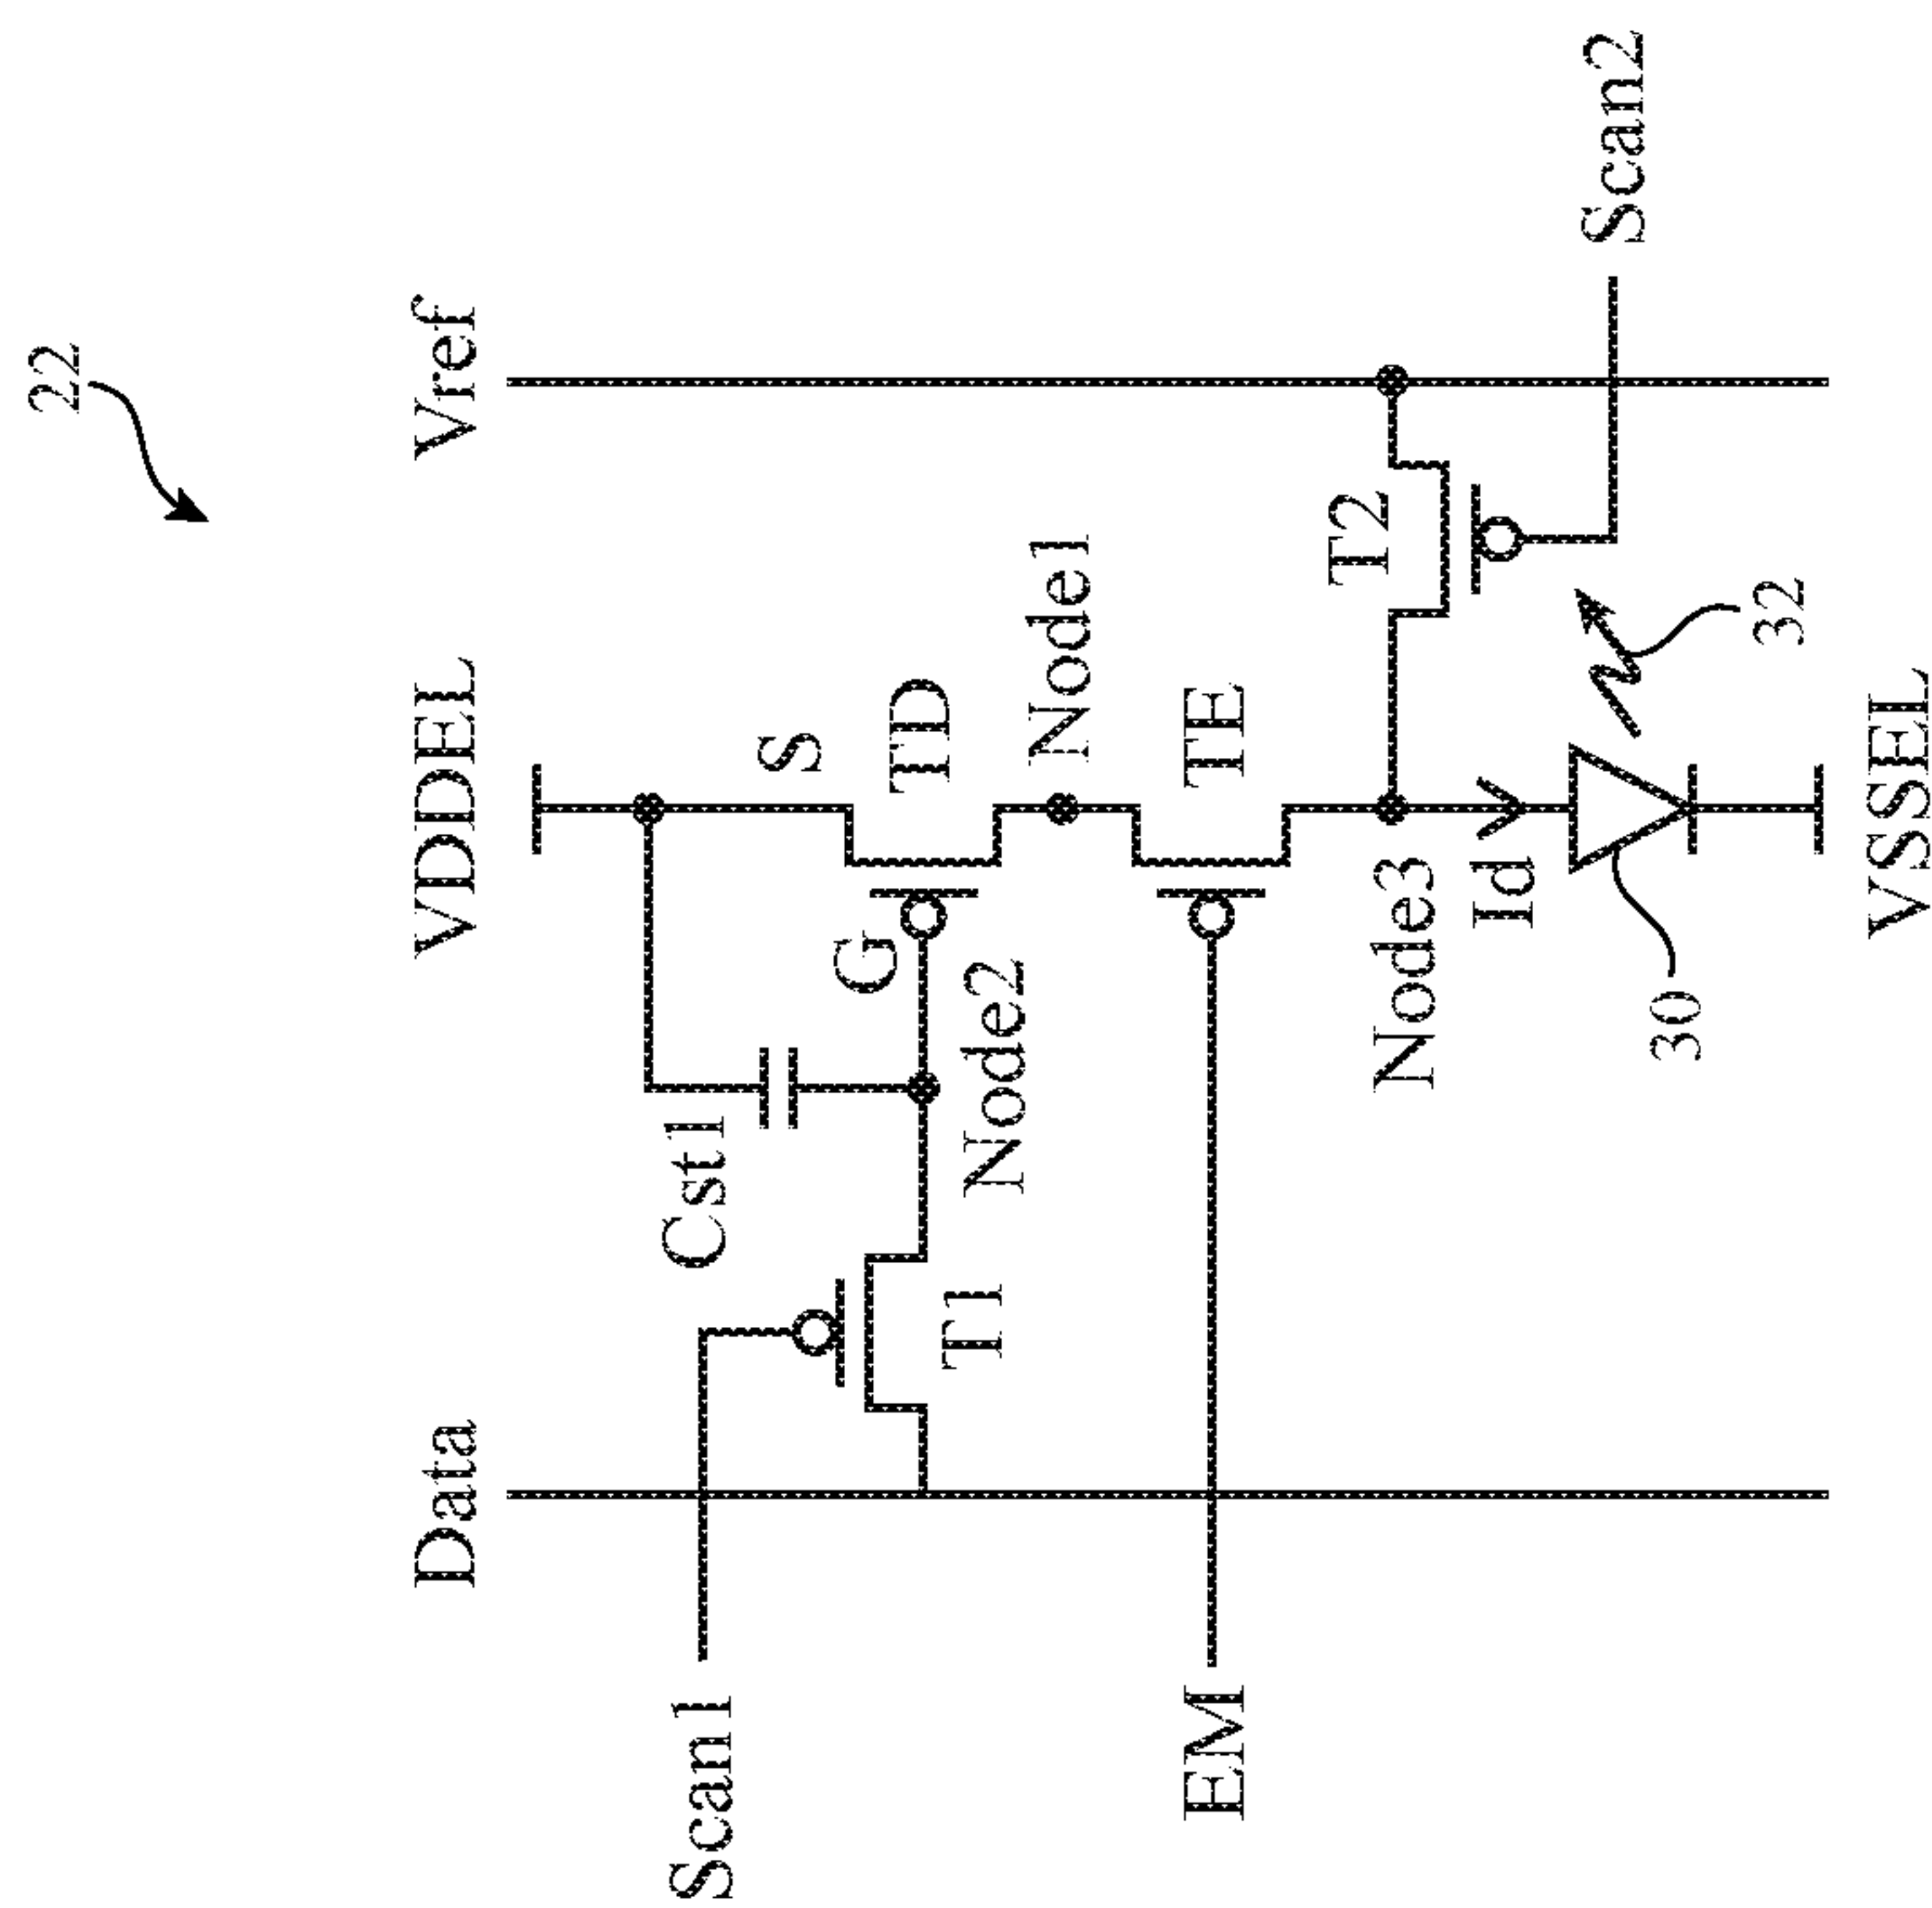 22
Data
VDDEL
Vref
Scan1
Cst1
S
G
TD
T1
Node2
Node1
EM
TE
T2
Node3
Id
Scan2
30
32
VSSEL